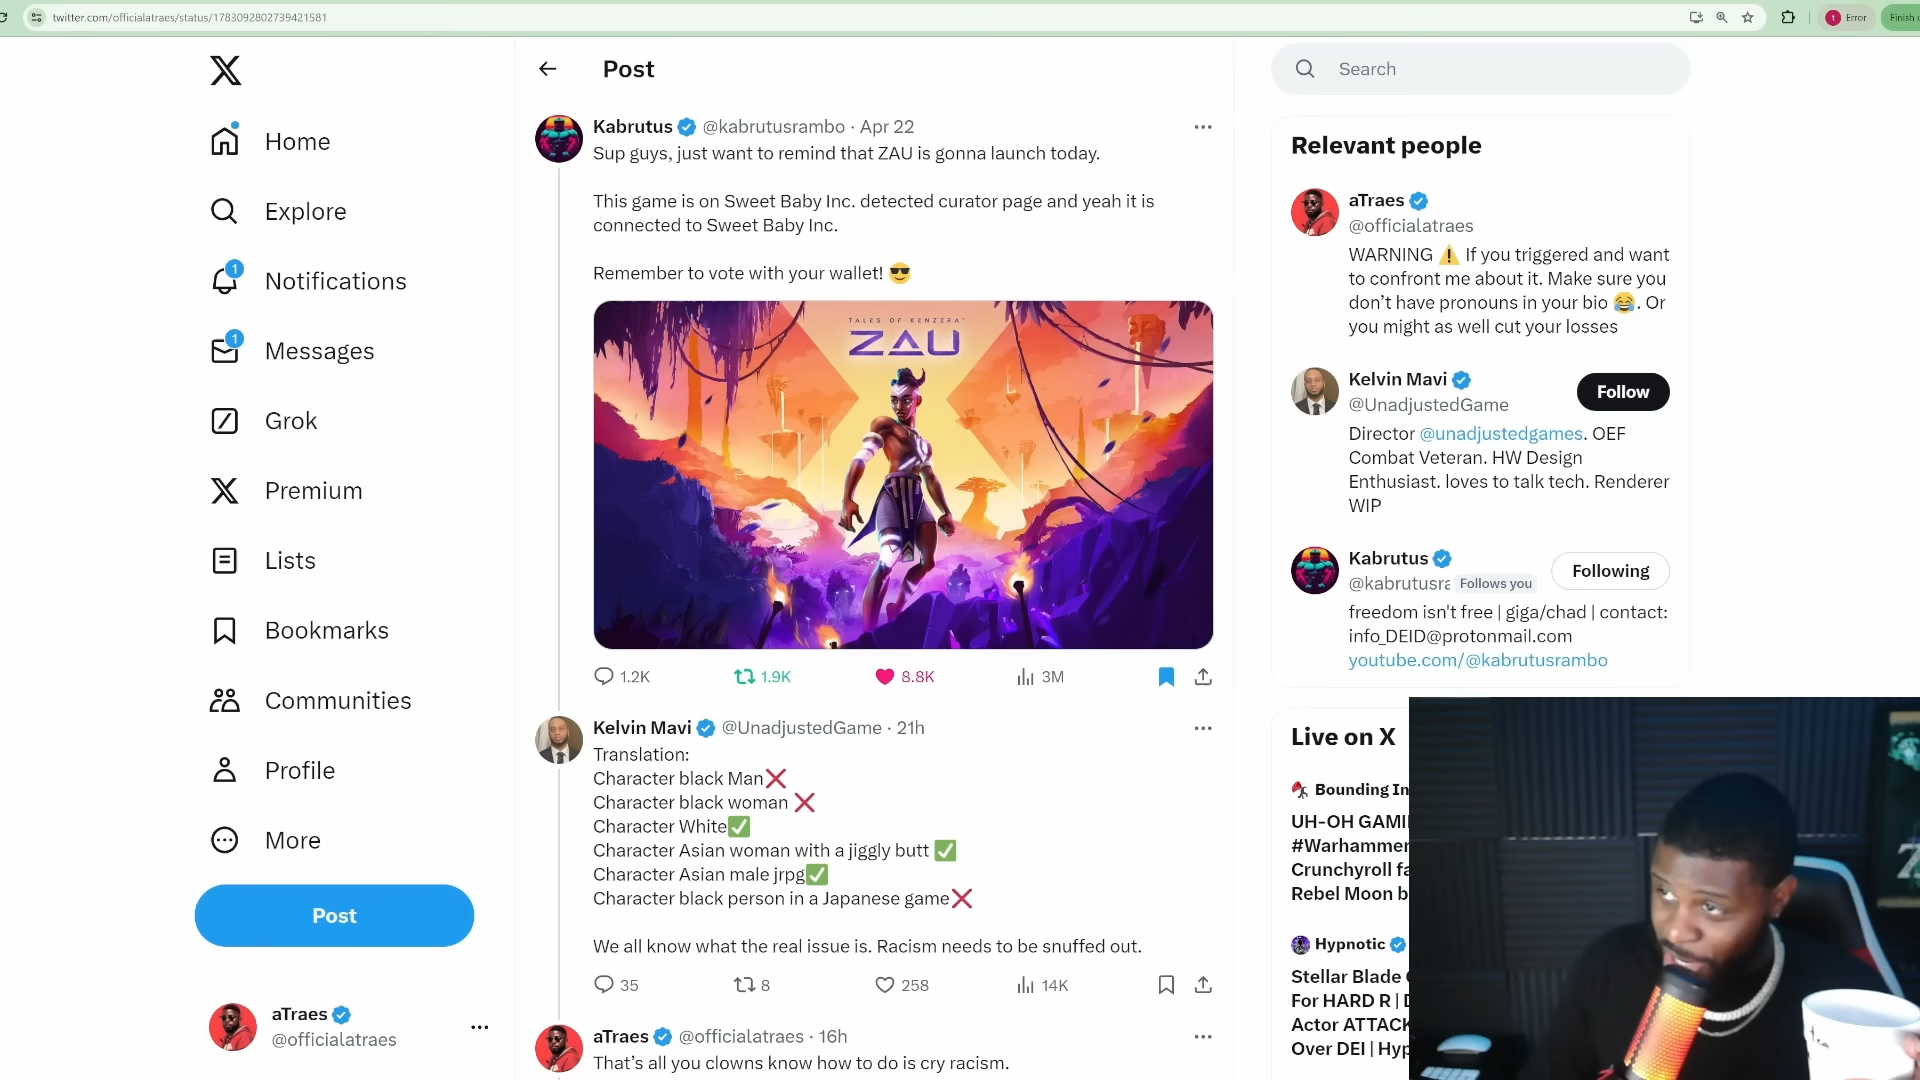 twitter.com/officialatraes/status/1783092802739421581
Error
Finish
Home
Explore
1
Notifications
1
Messages
Grok
Premium
Lists
Bookmarks
Communities
Profile
More
Post
aTraes
@officialatraes
Post
Kabrutus @kabrutusrambo · Apr 22
Sup guys, just want to remind that ZAU is gonna launch today.
This game is on Sweet Baby Inc. detected curator page and yeah it is
connected to Sweet Baby Inc.
Remember to vote with your wallet! 😎
TALES OF KENZERA™
ZAU
1.2K 1.9K 8.8K 3M
Kelvin Mavi @UnadjustedGame · 21h
Translation:
Character black Man❌
Character black woman ❌
Character White✅
Character Asian woman with a jiggly butt ✅
Character Asian male jrpg✅
Character black person in a Japanese game❌
We all know what the real issue is. Racism needs to be snuffed out.
35 8 258 14K
aTraes @officialatraes · 16h
That’s all you clowns know how to do is cry racism.
Search
Relevant people
aTraes
@officialatraes
WARNING ⚠️ If you triggered and want
to confront me about it. Make sure you
don’t have pronouns in your bio 😂. Or
you might as well cut your losses
Kelvin Mavi
@UnadjustedGame
Follow
Director @unadjustedgames. OEF
Combat Veteran. HW Design
Enthusiast. loves to talk tech. Renderer
WIP
Kabrutus
@kabrutusra Follows you
Following
freedom isn't free | giga/chad | contact:
info_DEID@protonmail.com
youtube.com/@kabrutusrambo
Live on X
Bounding In
UH-OH GAMI
#Warhammer
Crunchyroll fa
Rebel Moon b
Hypnotic
Stellar Blade
For HARD R |
Actor ATTACK
Over DEI | Hyp